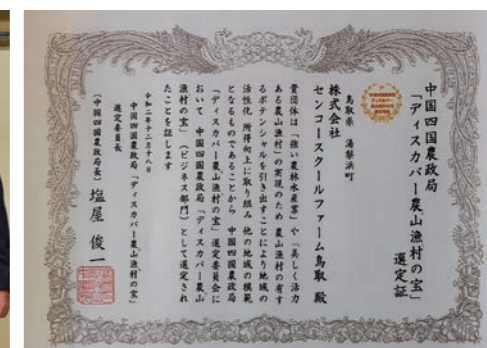 中国四国農政局
「ディスカバー農山漁村の宝」
選定証
鳥取県 湯梨浜町
株式会社
センコースクールファーム鳥取 殿
貴団体は「強い農林水産業」や「美しく活力
ある農山漁村」の実現のため 農山漁村の有す
るポテンシャルを引き出すことにより地域の
活性化 所得向上に取り組み 他の地域の模範
となるものであることから 中国四国農政局
「ディスカバー農山漁村の宝」選定委員会に
おいて 中国四国農政局「ディスカバー農山
漁村の宝」(ビジネス部門)として選定され
たことを証します
令和二年十二月十八日
中国四国農政局「ディスカバー農山漁村の宝」
選定委員長
(中国四国農政局長) 塩屋 俊一